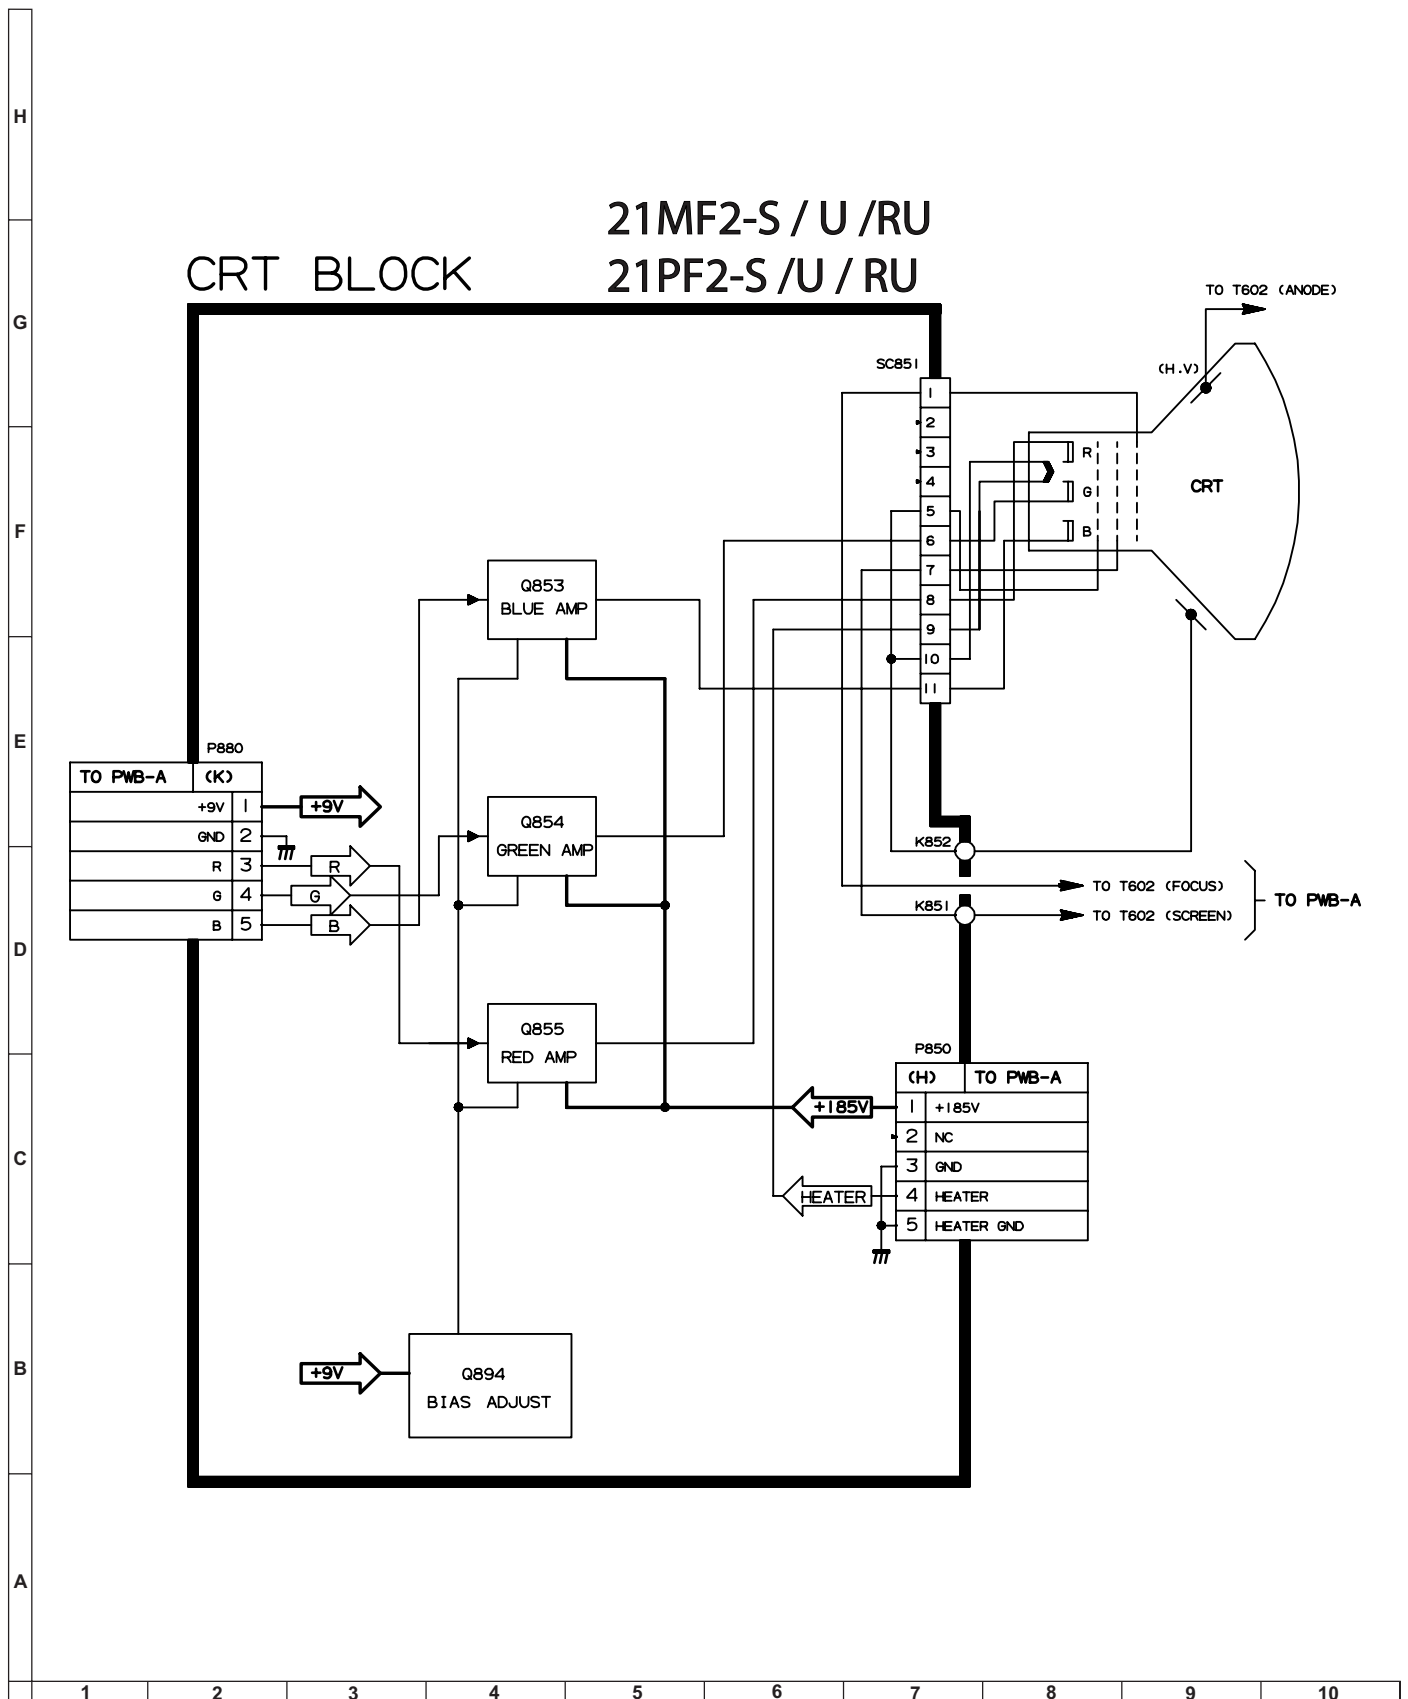 H
21MF2-S / U /RU
CRT BLOCK
21PF2-S /U / RU
TO T602 (ANODE)
G
SC851
(H.V)
1
2
3
R
4
G
CRT
5
F
B
6
7
Q853
BLUE AMP
8
9
10
11
E
P880
TO PWB-A (K)
+9V 1
+9V
GND 2
R 3
R
G 4
G
B 5
B
Q854
GREEN AMP
K852
TO T602 (FOCUS)
TO PWB-A
K851
TO T602 (SCREEN)
D
Q855
RED AMP
P850
(H) TO PWB-A
+185V
1 +185V
2 NC
C
3 GND
HEATER
4 HEATER
5 HEATER GND
B
+9V
Q894
BIAS ADJUST
A
1 2 3 4 5 6 7 8 9 10